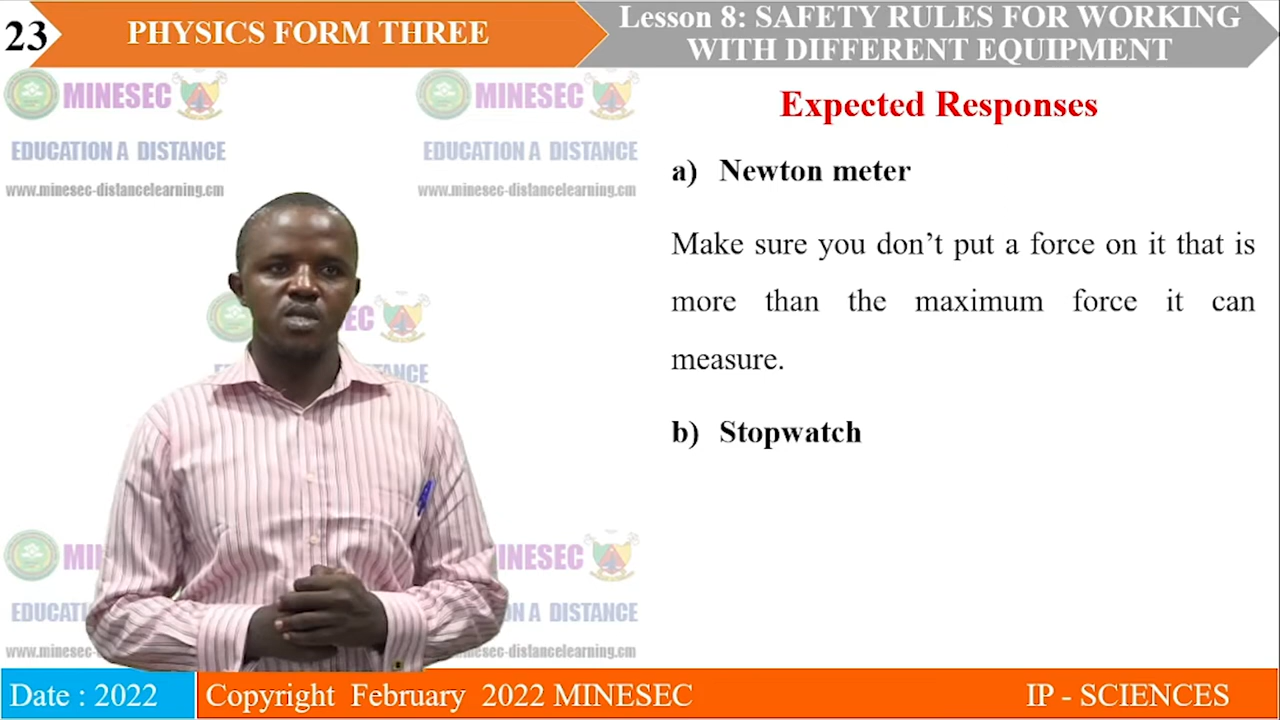 23
PHYSICS FORM THREE
Lesson 8: SAFETY RULES FOR WORKING
WITH DIFFERENT EQUIPMENT
MINESEC
MINESEC
EDUCATION A DISTANCE
EDUCATION A DISTANCE
www.minesec-distancelearning.cm
www.minesec-distancelearning.cm
Expected Responses
a) Newton meter
Make sure you don’t put a force on it that is
more than the maximum force it can
measure.
b) Stopwatch
Date : 2022
Copyright February 2022 MINESEC
IP - SCIENCES